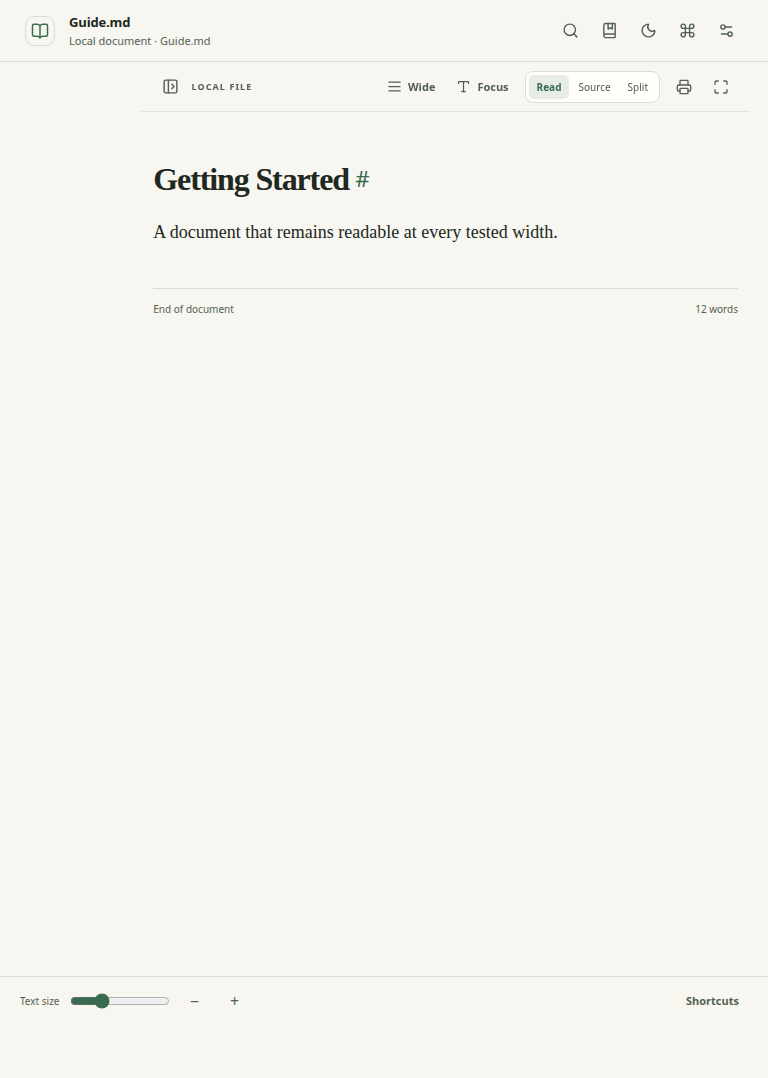 Guide.md
Local document · Guide.md
LOCAL FILE
Wide
Focus
Read
Source
Split
Getting Started #
A document that remains readable at every tested width.
End of document
12 words
Text size
−
+
Shortcuts